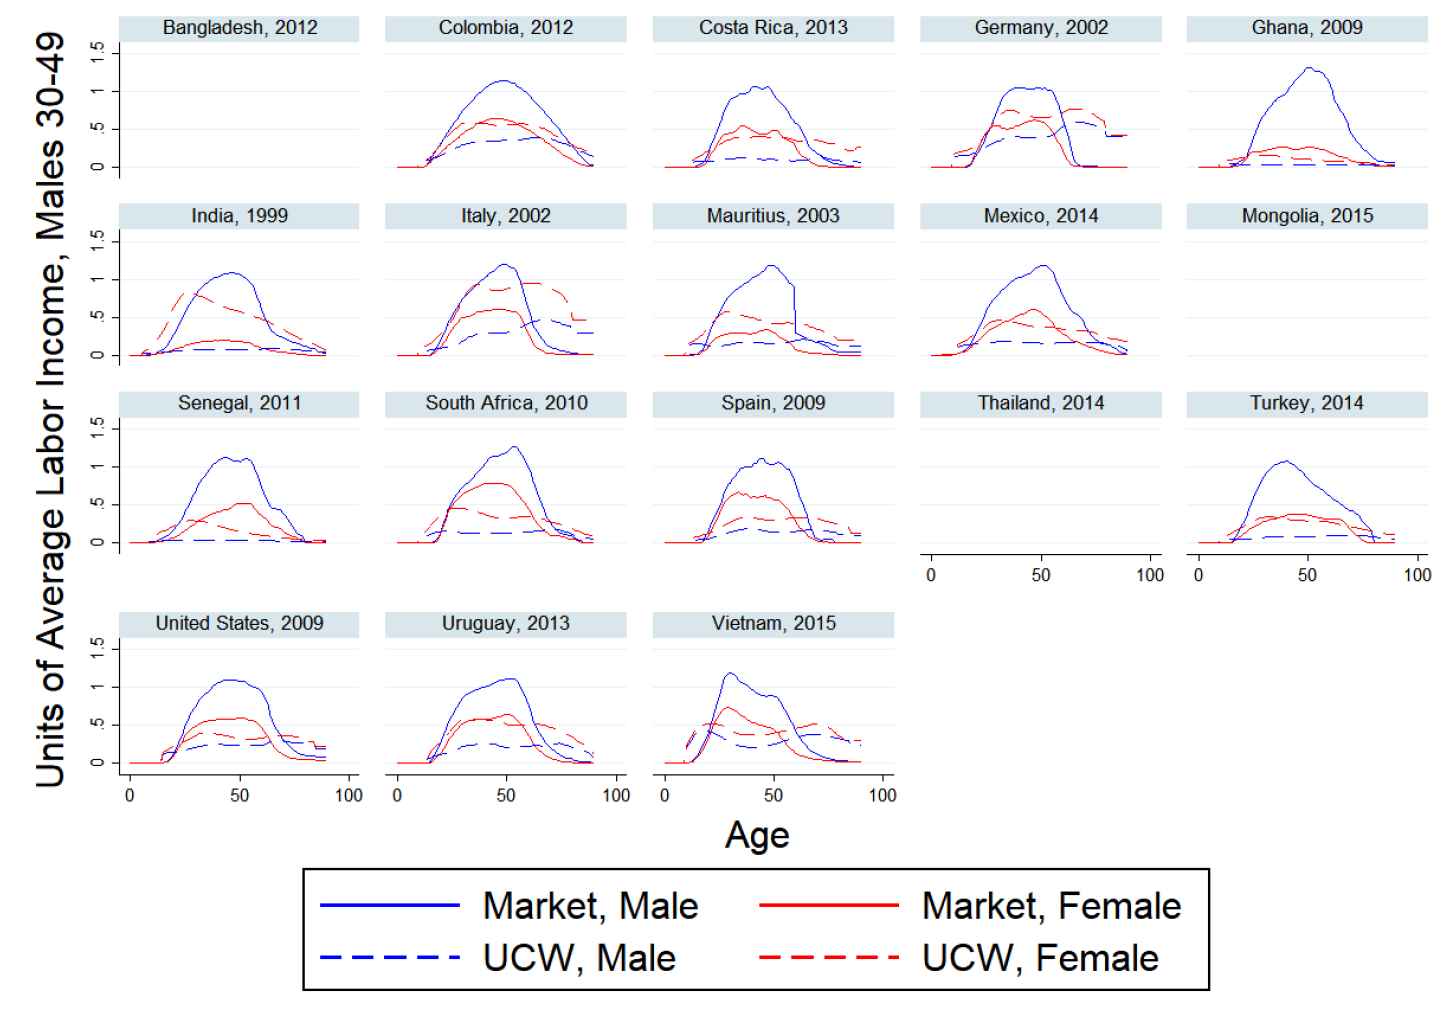 Units of Average Labor Income, Males 30-49
Bangladesh, 2012
Colombia, 2012
Costa Rica, 2013
Germany, 2002
Ghana, 2009
0 .5 1 1.5
India, 1999
Italy, 2002
Mauritius, 2003
Mexico, 2014
Mongolia, 2015
0 .5 1 1.5
Senegal, 2011
South Africa, 2010
Spain, 2009
Thailand, 2014
Turkey, 2014
0 .5 1 1.5
0 50 100
0 50 100
United States, 2009
Uruguay, 2013
Vietnam, 2015
0 .5 1 1.5
0 50 100
0 50 100
0 50 100
Age
Market, Male
Market, Female
UCW, Male
UCW, Female